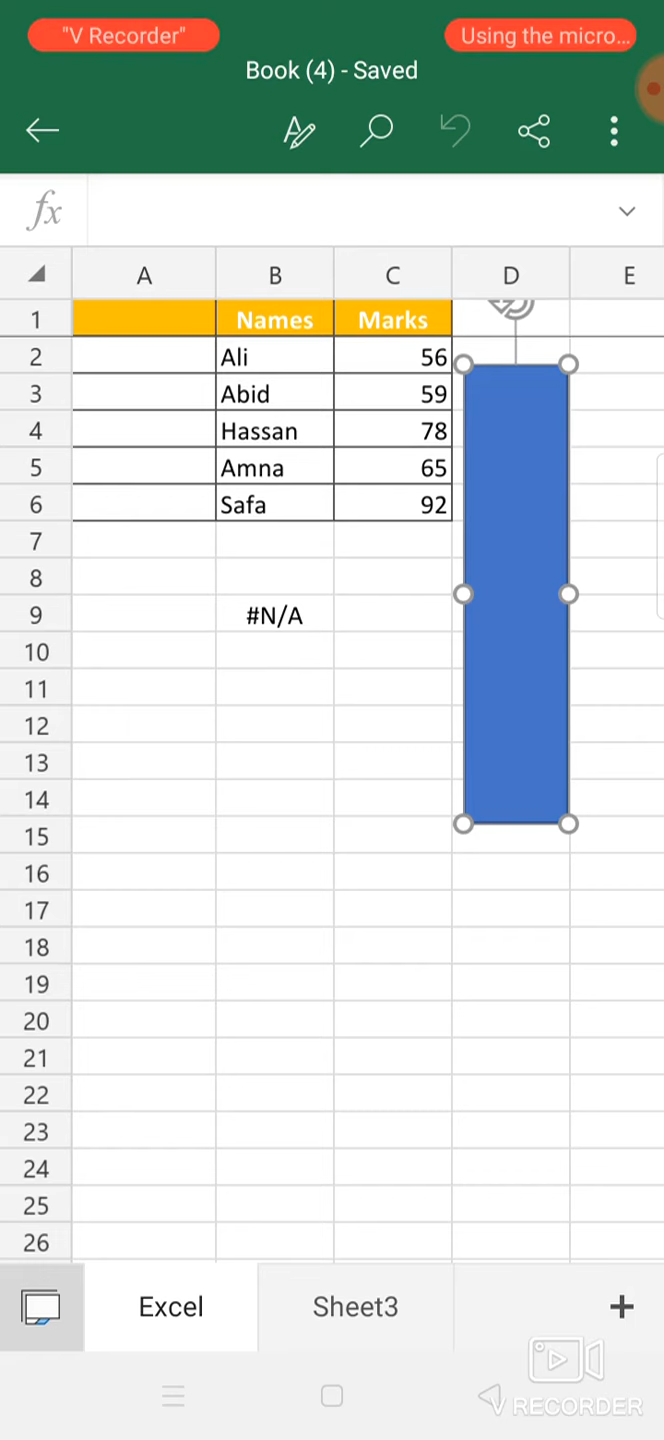 "V Recorder" Using the micro...
Book (4) - Saved
fx
A B C D E
1 Names Marks
2 Ali 56
3 Abid 59
4 Hassan 78
5 Amna 65
6 Safa 92
7
8
9 #N/A
10
11
12
13
14
15
16
17
18
19
20
21
22
23
24
25
26
Excel Sheet3 +
V RECORDER